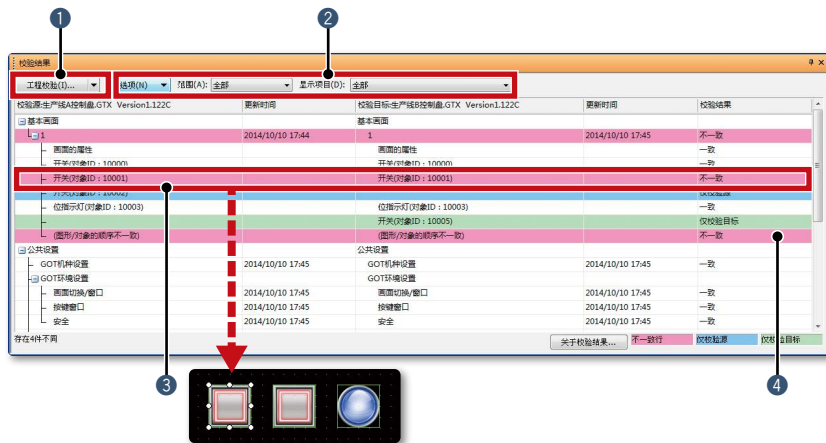 1
2
校验结果
工程校验(I)... 选项(N) 范围(A): 全部 显示项目(D): 全部
校验源:生产线A控制盘.GTX Version1.122C 更新时间 校验目标:生产线B控制盘.GTX Version1.122C 更新时间 校验结果
基本画面 基本画面
1 2014/10/10 17:44 1 2014/10/10 17:45 不一致
画面的属性 画面的属性 一致
开关(对象ID:10000) 开关(对象ID:10000) 一致
开关(对象ID:10001) 开关(对象ID:10001) 不一致
开关(对象ID:10002) 仅校验源
位指示灯(对象ID:10003) 位指示灯(对象ID:10003) 一致
开关(对象ID:10005) 仅校验目标
(图形/对象的顺序不一致) (图形/对象的顺序不一致) 不一致
公共设置 公共设置
GOT机种设置 2014/10/10 17:45 GOT机种设置 2014/10/10 17:45 一致
GOT环境设置 GOT环境设置
画面切换/窗口 2014/10/10 17:45 画面切换/窗口 2014/10/10 17:45 一致
按键窗口 2014/10/10 17:45 按键窗口 2014/10/10 17:45 一致
安全 2014/10/10 17:45 安全 2014/10/10 17:45 一致
存在4件不同 关于校验结果... 不一致行 仅校验源 仅校验目标
3
4